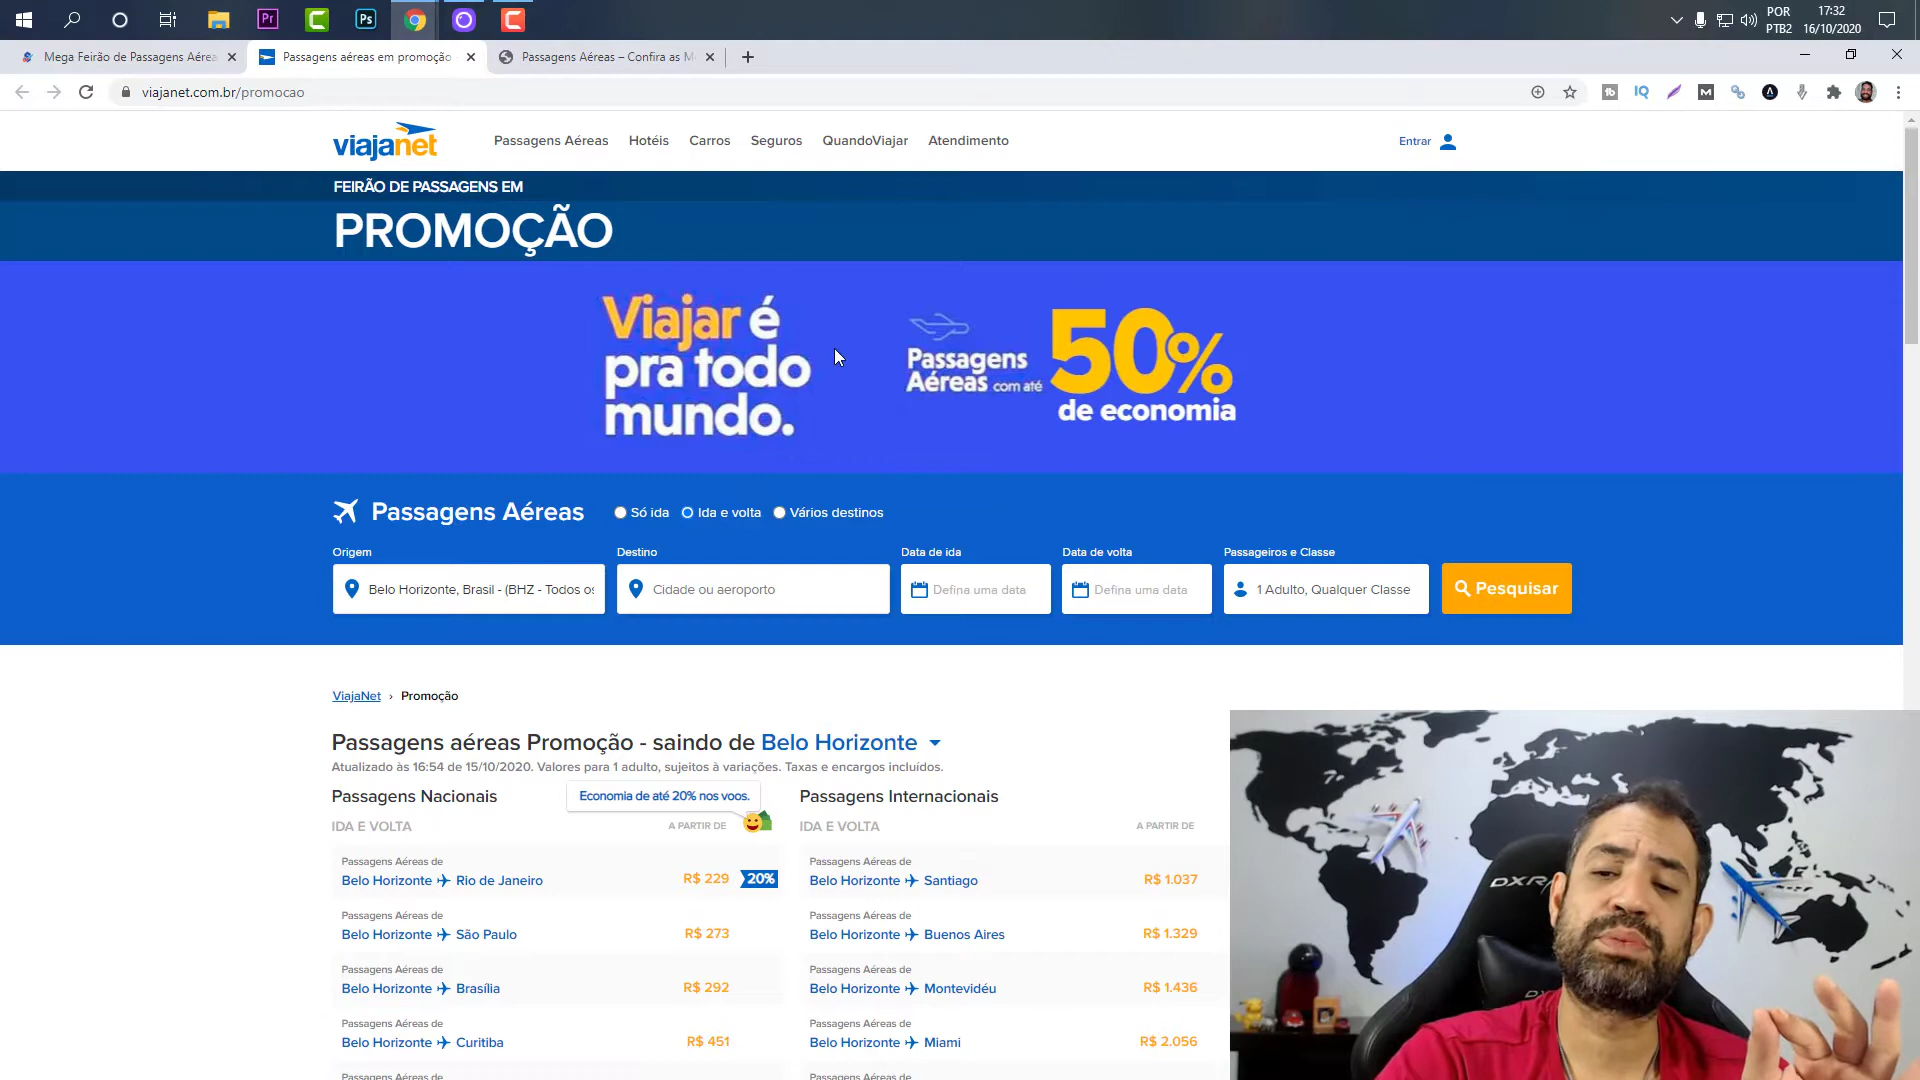 POR
PTB2
17:32
16/10/2020
Pr
Ps
Mega Feirão de Passagens Aérea
Passagens aéreas em promoção
Passagens Aéreas – Confira as M
viajanet.com.br/promocao
IQ
M
viajanet
Passagens Aéreas
Hotéis
Carros
Seguros
QuandoViajar
Atendimento
Entrar
FEIRÃO DE PASSAGENS EM
PROMOÇÃO
Viajar é
pra todo
mundo.
Passagens
Aéreas com até
50%
de economia
Passagens Aéreas
Só ida
Ida e volta
Vários destinos
Origem
Destino
Data de ida
Data de volta
Passageiros e Classe
Belo Horizonte, Brasil - (BHZ - Todos os
Cidade ou aeroporto
Defina uma data
Defina uma data
1 Adulto, Qualquer Classe
Pesquisar
ViajaNet › Promoção
Passagens aéreas Promoção - saindo de Belo Horizonte
Atualizado às 16:54 de 15/10/2020. Valores para 1 adulto, sujeitos à variações. Taxas e encargos incluídos.
Passagens Nacionais
Economia de até 20% nos voos.
IDA E VOLTA
A PARTIR DE
Passagens Aéreas de
Belo Horizonte Rio de Janeiro
R$ 229
20%
Passagens Aéreas de
Belo Horizonte São Paulo
R$ 273
Passagens Aéreas de
Belo Horizonte Brasília
R$ 292
Passagens Aéreas de
Belo Horizonte Curitiba
R$ 451
Passagens Aéreas de
Passagens Internacionais
IDA E VOLTA
A PARTIR DE
Passagens Aéreas de
Belo Horizonte Santiago
R$ 1.037
Passagens Aéreas de
Belo Horizonte Buenos Aires
R$ 1.329
Passagens Aéreas de
Belo Horizonte Montevidéu
R$ 1.436
Passagens Aéreas de
Belo Horizonte Miami
R$ 2.056
Passagens Aéreas de